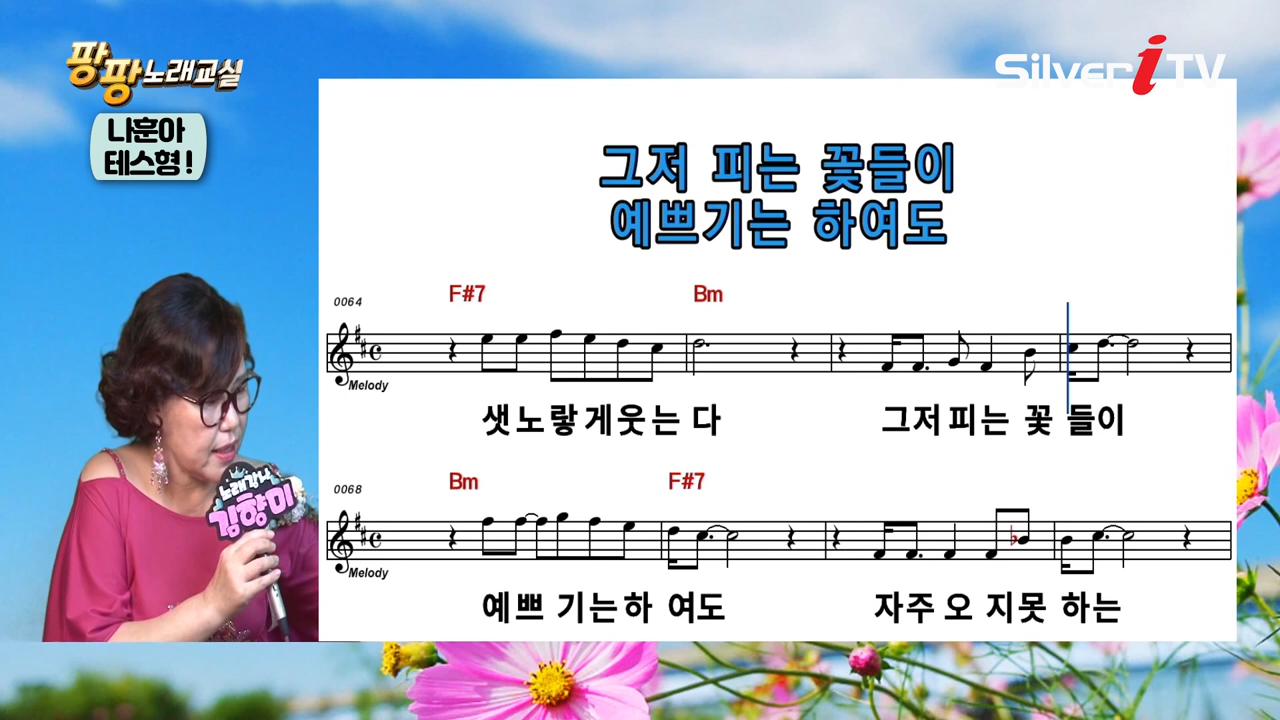 팡팡노래교실
나훈아
테스형!
Silver i TV
그저 피는 꽃들이
예쁘기는 하여도
0064
F#7 Bm
Melody
샛노랗게웃는 다 그저피는 꽃 들이
0068
Bm F#7
Melody
예쁘 기는하 여도 자주 오 지못 하는
노래강사
김향미